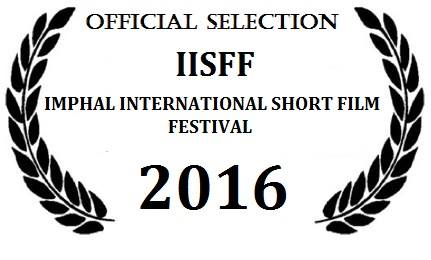 OFFICIAL SELECTION
IISFF
IMPHAL INTERNATIONAL SHORT FILM
FESTIVAL
2016